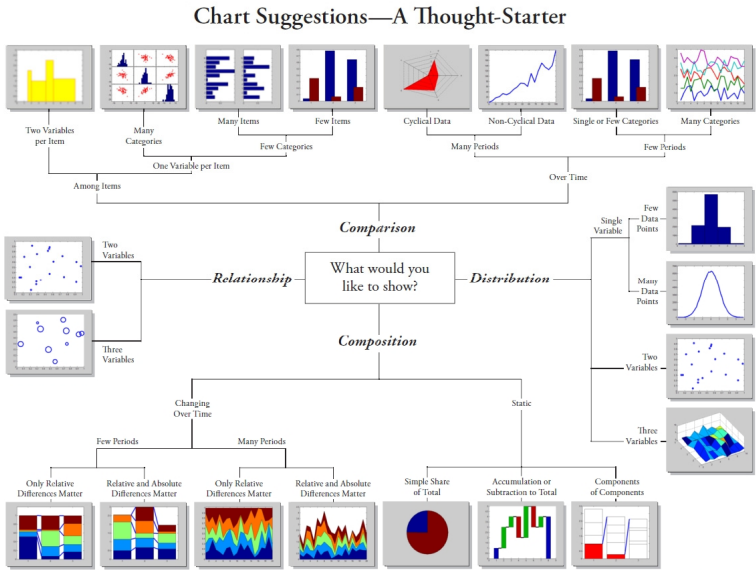 Chart Suggestions—A Thought-Starter
Two Variables
per Item
Many
Categories
Many Items
Few Items
Cyclical Data
Non-Cyclical Data
Single or Few Categories
Many Categories
Few Categories
Many Periods
Few Periods
One Variable per Item
Among Items
Over Time
Comparison
Two
Variables
Relationship
What would you
like to show?
Distribution
Single
Variable
Few
Data
Points
Many
Data
Points
Three
Variables
Composition
Two
Variables
Three
Variables
Changing
Over Time
Static
Few Periods
Many Periods
Only Relative
Differences Matter
Relative and Absolute
Differences Matter
Only Relative
Differences Matter
Relative and Absolute
Differences Matter
Simple Share
of Total
Accumulation or
Subtraction to Total
Components
of Components